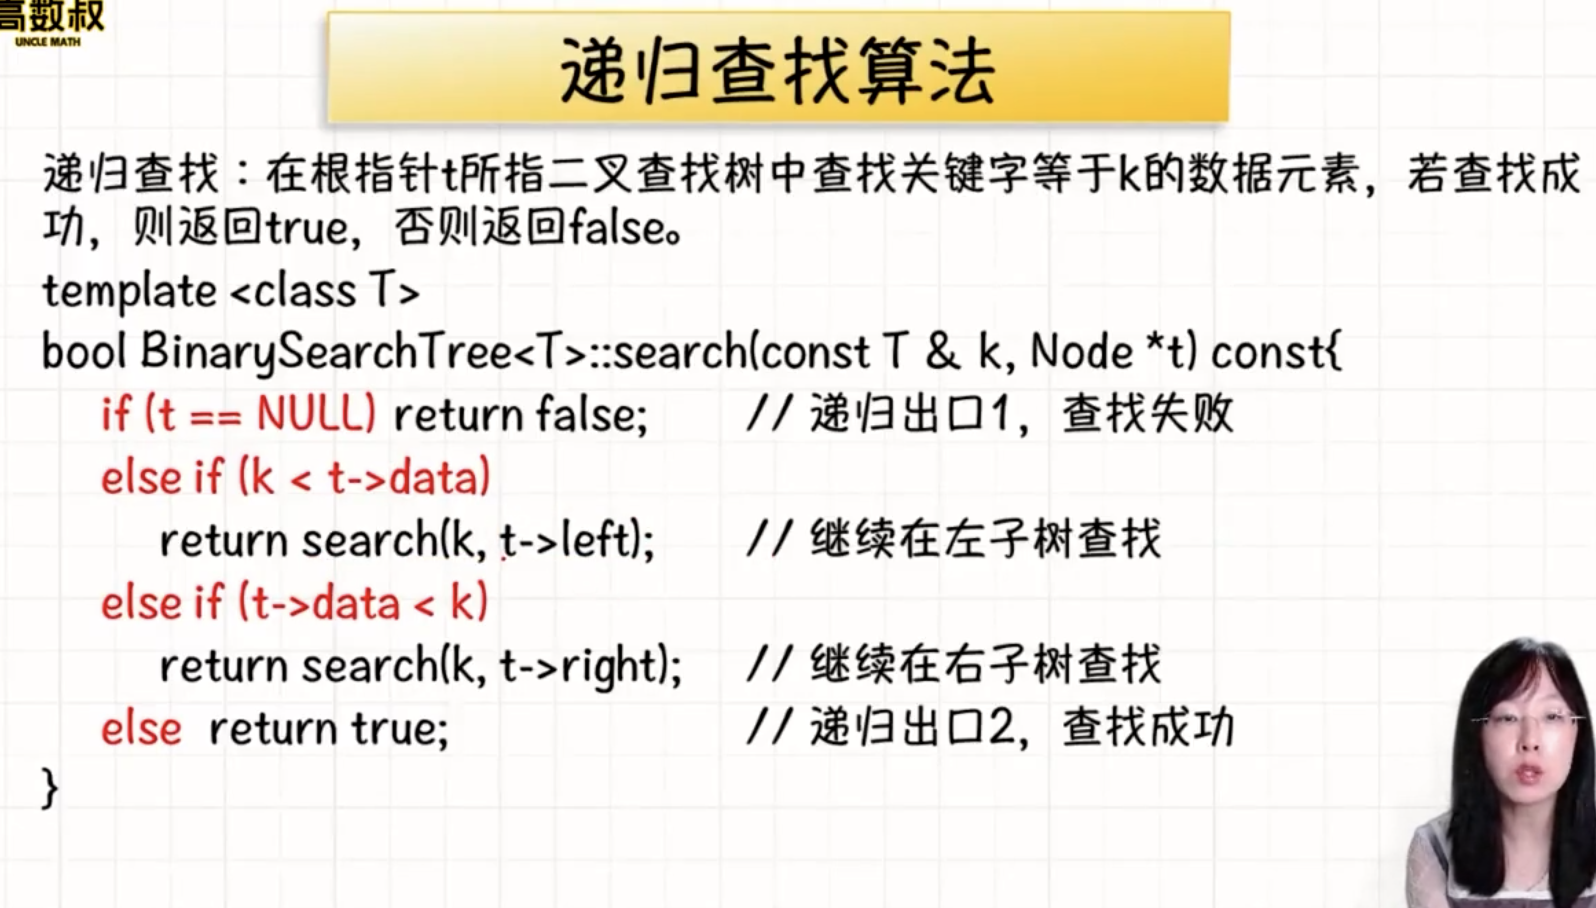 高数叔
UNCLE MATH
递归查找算法
递归查找：在根指针t所指二叉查找树中查找关键字等于k的数据元素，若查找成
功，则返回true，否则返回false。
template <class T>
bool BinarySearchTree<T>::search(const T & k, Node *t) const{
if (t == NULL) return false; // 递归出口1，查找失败
else if (k < t->data)
return search(k, t->left); // 继续在左子树查找
else if (t->data < k)
return search(k, t->right); // 继续在右子树查找
else return true; // 递归出口2，查找成功
}